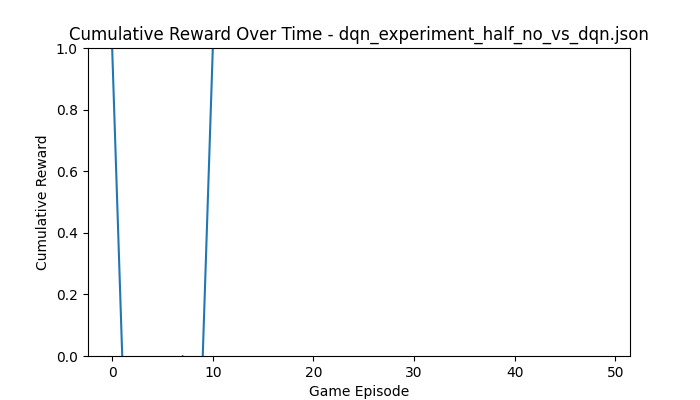 Cumulative Reward Over Time - dqn_experiment_half_no_vs_dqn.json
1.0
0.8
0.6
0.4
0.2
0.0
Cumulative Reward
0 10 20 30 40 50
Game Episode